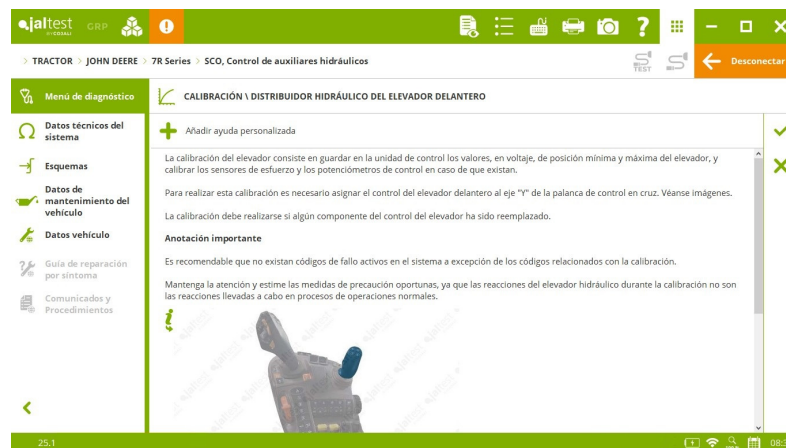 jaltest GRP
BY COJALI
TRACTOR > JOHN DEERE > 7R Series > SCO, Control de auxiliares hidráulicos
TEST
Desconectar
Menú de diagnóstico
CALIBRACIÓN \ DISTRIBUIDOR HIDRÁULICO DEL ELEVADOR DELANTERO
Datos técnicos del
sistema
Esquemas
Datos de
mantenimiento del
vehículo
Datos vehículo
Guía de reparación
por síntoma
Comunicados y
Procedimientos
Añadir ayuda personalizada
La calibración del elevador consiste en guardar en la unidad de control los valores, en voltaje, de posición mínima y máxima del elevador, y
calibrar los sensores de esfuerzo y los potenciómetros de control en caso de que existan.
Para realizar esta calibración es necesario asignar el control del elevador delantero al eje "Y" de la palanca de control en cruz. Véanse imágenes.
La calibración debe realizarse si algún componente del control del elevador ha sido reemplazado.
Anotación importante
Es recomendable que no existan códigos de fallo activos en el sistema a excepción de los códigos relacionados con la calibración.
Mantenga la atención y estime las medidas de precaución oportunas, ya que las reacciones del elevador hidráulico durante la calibración no son
las reacciones llevadas a cabo en procesos de operaciones normales.
25.1